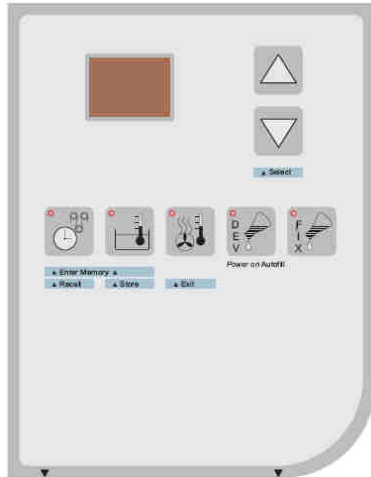 ▲ Select
D E V
F I X
Power on Autofill
▲ Enter Memory ▲
▲ Recall ▲ Store ▲ Exit